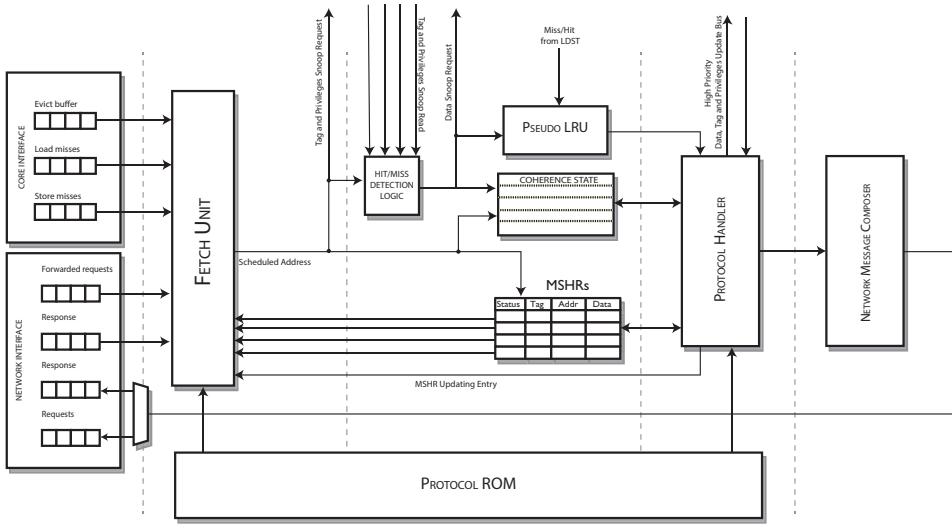 Tag and Privileges Snoop Request
Tag and Privileges Snoop Read
Data Snoop Request
Miss/Hit
from LDST
High Priority
Data, Tag and Privileges Update Bus
CORE INTERFACE
Evict buffer
Load misses
Store misses
FETCH UNIT
HIT/MISS
DETECTION
LOGIC
PSEUDO LRU
COHERENCE STATE
PROTOCOL HANDLER
NETWORK MESSAGE COMPOSER
Scheduled Address
NETWORK INTERFACE
Forwarded requests
Response
Response
Requests
MSHRs
Status Tag Addr Data
MSHR Updating Entry
PROTOCOL ROM